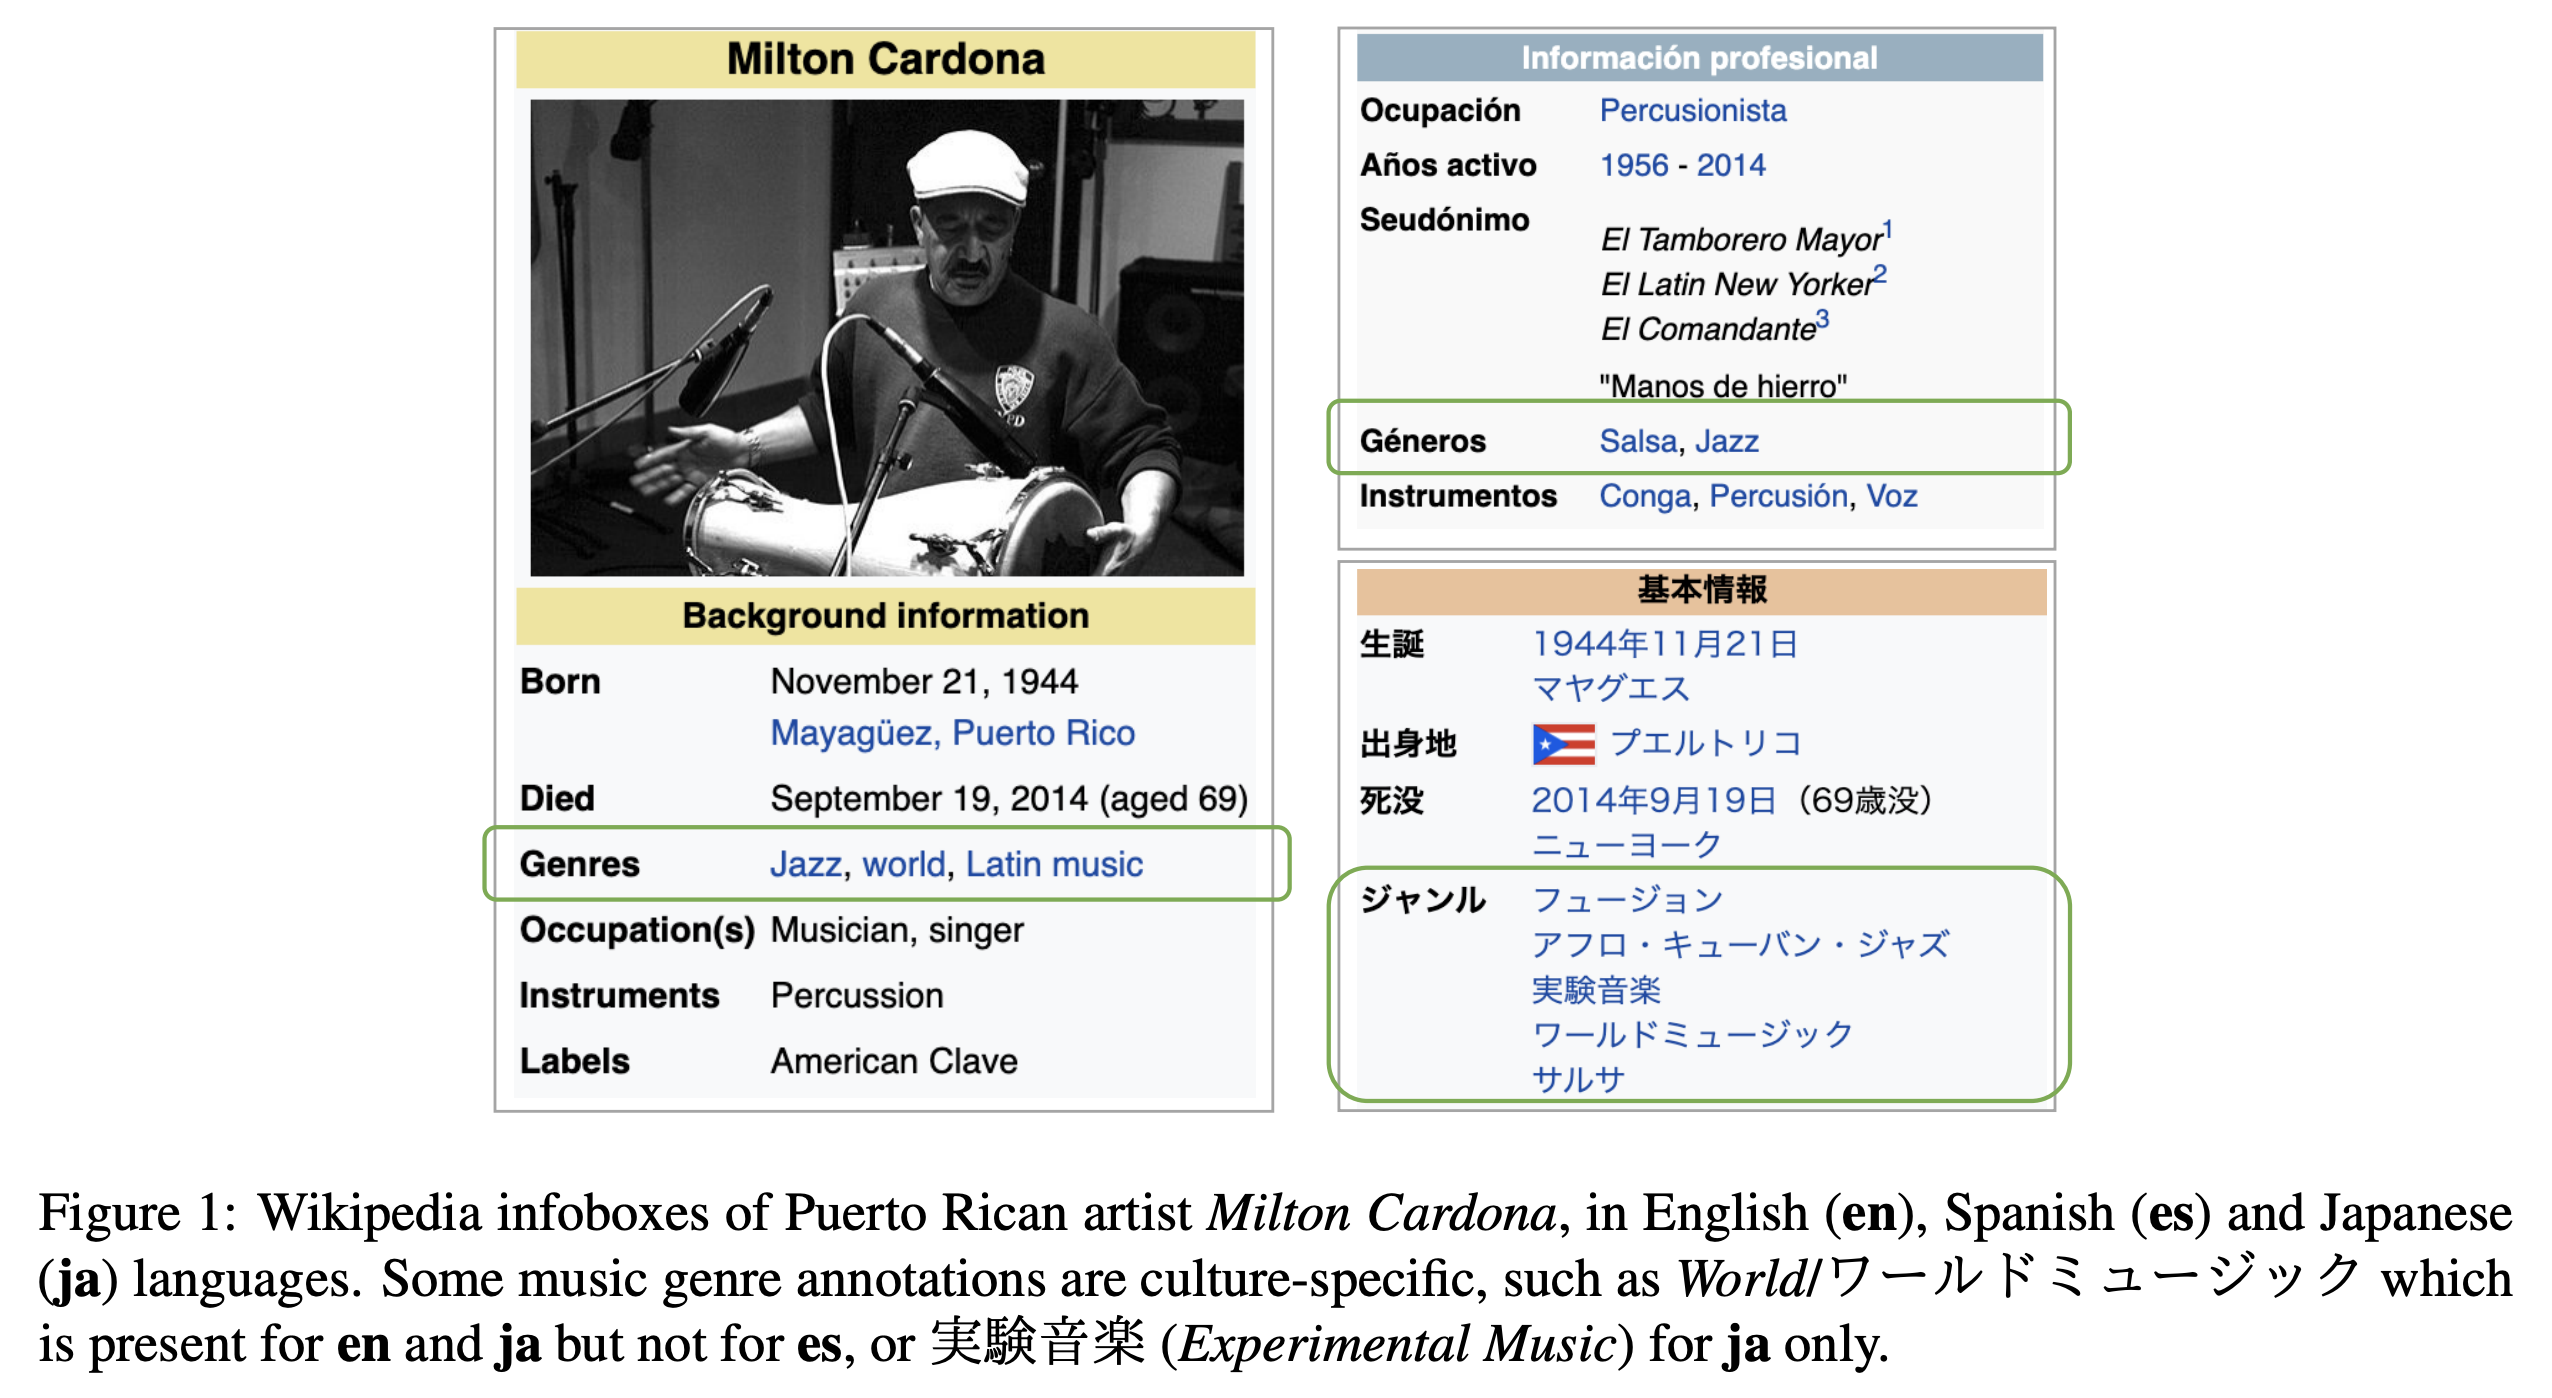 Milton Cardona
Background information
Born November 21, 1944
Mayagüez, Puerto Rico
Died September 19, 2014 (aged 69)
Genres Jazz, world, Latin music
Occupation(s) Musician, singer
Instruments Percussion
Labels American Clave
Información profesional
Ocupación Percusionista
Años activo 1956 - 2014
Seudónimo
El Tamborero Mayor1
El Latin New Yorker2
El Comandante3
"Manos de hierro"
Géneros Salsa, Jazz
Instrumentos Conga, Percusión, Voz
基本情報
生誕 1944年11月21日
マヤグエス
出身地 プエルトリコ
死没 2014年9月19日（69歳没）
ニューヨーク
ジャンル フュージョン
アフロ・キューバン・ジャズ
実験音楽
ワールドミュージック
サルサ
Figure 1: Wikipedia infoboxes of Puerto Rican artist Milton Cardona, in English (en), Spanish (es) and Japanese
(ja) languages. Some music genre annotations are culture-specific, such as World/ワールドミュージック which
is present for en and ja but not for es, or 実験音楽 (Experimental Music) for ja only.